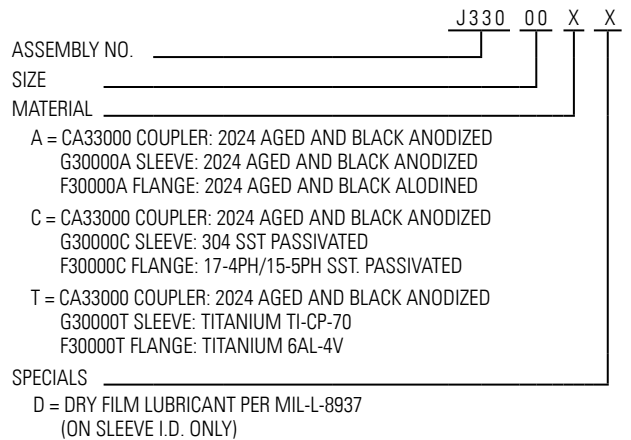 J330 00 X X
ASSEMBLY NO.
SIZE
MATERIAL
A = CA33000 COUPLER: 2024 AGED AND BLACK ANODIZED
G30000A SLEEVE: 2024 AGED AND BLACK ANODIZED
F30000A FLANGE: 2024 AGED AND BLACK ALODINED
C = CA33000 COUPLER: 2024 AGED AND BLACK ANODIZED
G30000C SLEEVE: 304 SST PASSIVATED
F30000C FLANGE: 17-4PH/15-5PH SST. PASSIVATED
T = CA33000 COUPLER: 2024 AGED AND BLACK ANODIZED
G30000T SLEEVE: TITANIUM TI-CP-70
F30000T FLANGE: TITANIUM 6AL-4V
SPECIALS
D = DRY FILM LUBRICANT PER MIL-L-8937
(ON SLEEVE I.D. ONLY)